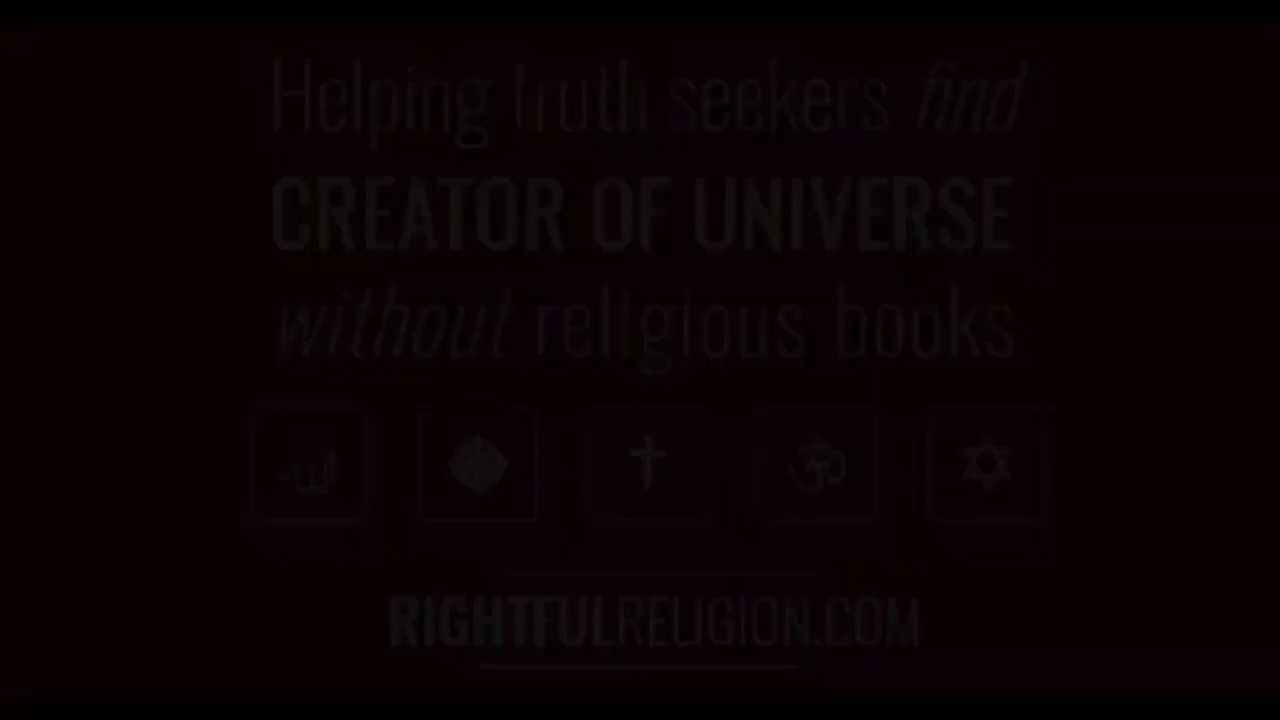 Helping truth seekers find
CREATOR OF UNIVERSE
without religious books
RIGHTFULRELIGION.COM